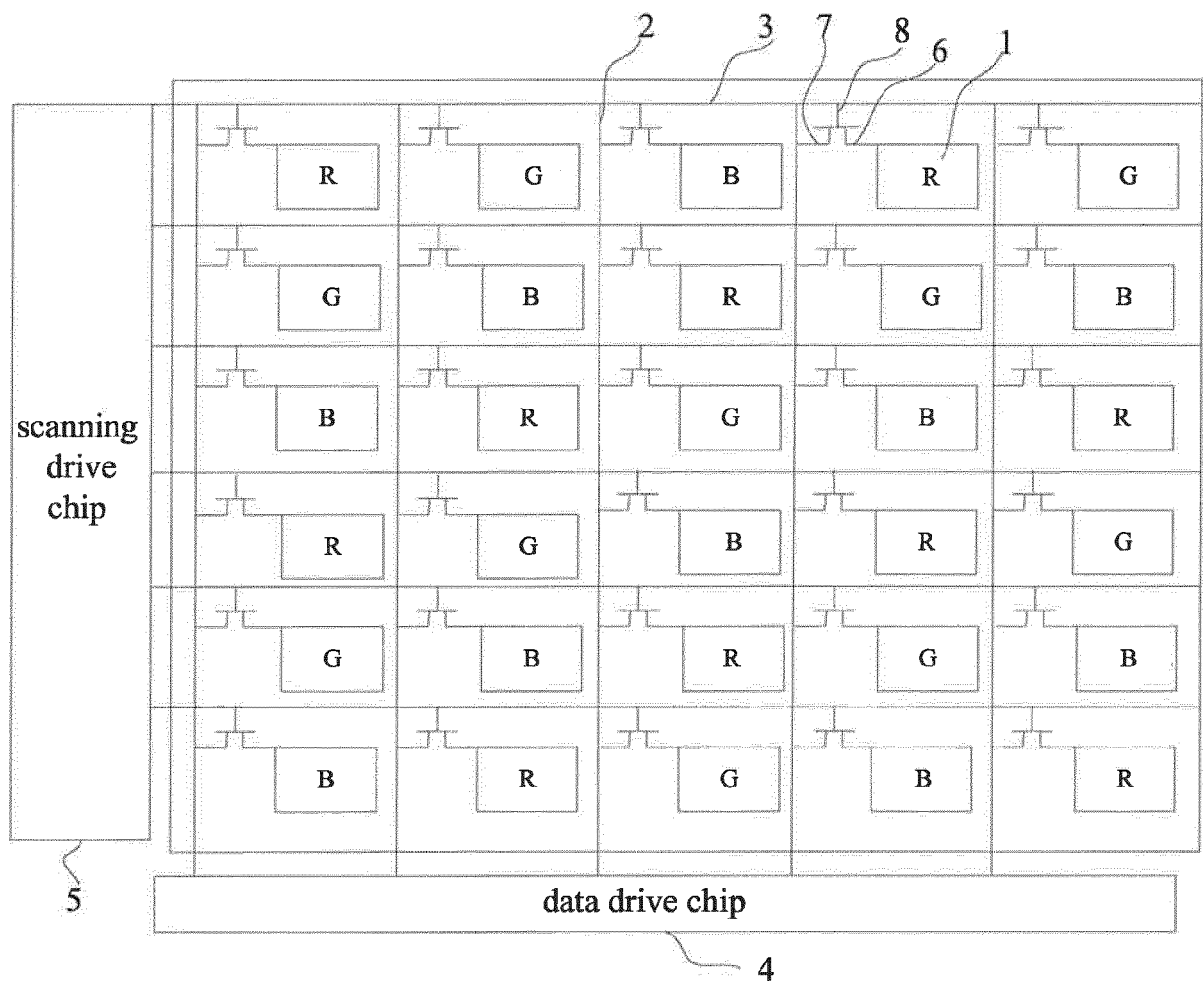 2 3 7 8 6 1
R G B R G
G B R G B
B R G B R
scanning
drive
chip
R G B R G
G B R G B
B R G B R
5
data drive chip
4